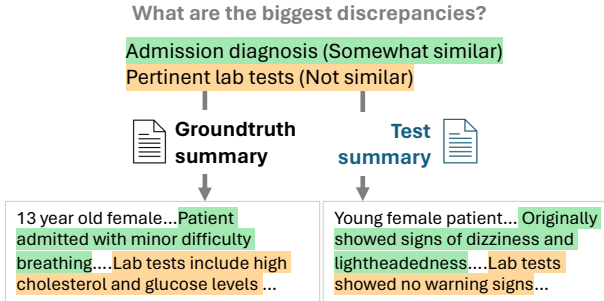 What are the biggest discrepancies?
Admission diagnosis (Somewhat similar)
Pertinent lab tests (Not similar)
Groundtruth
summary
Test
summary
13 year old female...Patient
admitted with minor difficulty
breathing....Lab tests include high
cholesterol and glucose levels ...
Young female patient... Originally
showed signs of dizziness and
lightheadedness....Lab tests
showed no warning signs...